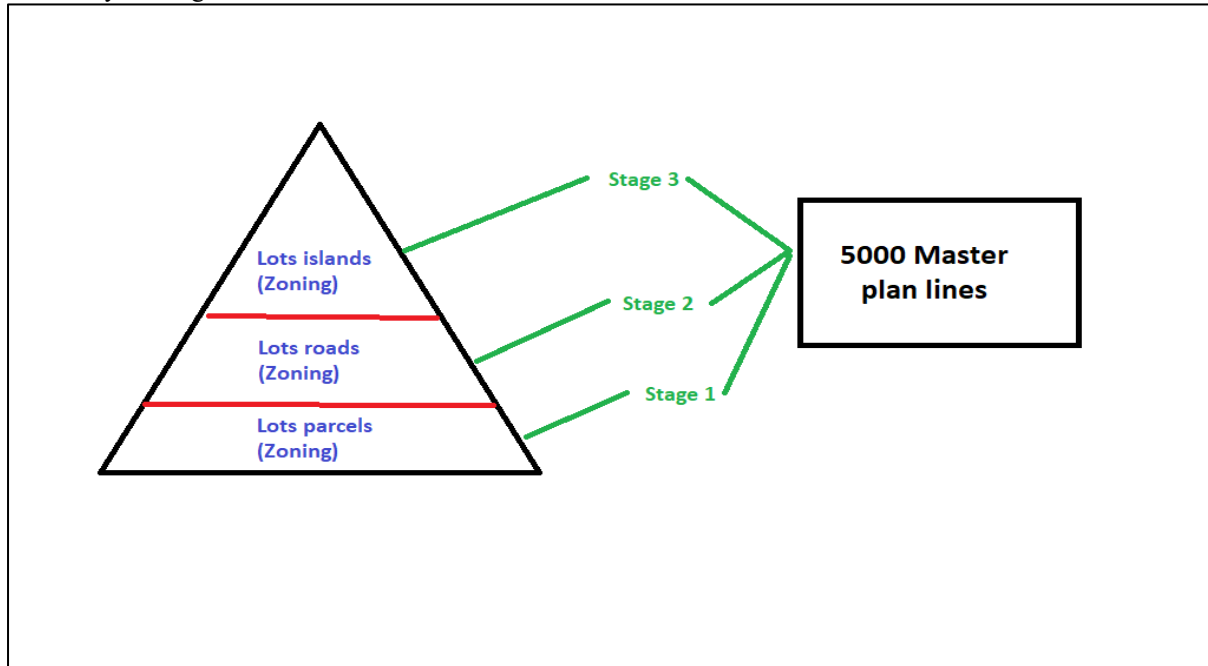 Stage 3
Lots islands
(Zoning)
5000 Master
plan lines
Stage 2
Lots roads
(Zoning)
Stage 1
Lots parcels
(Zoning)